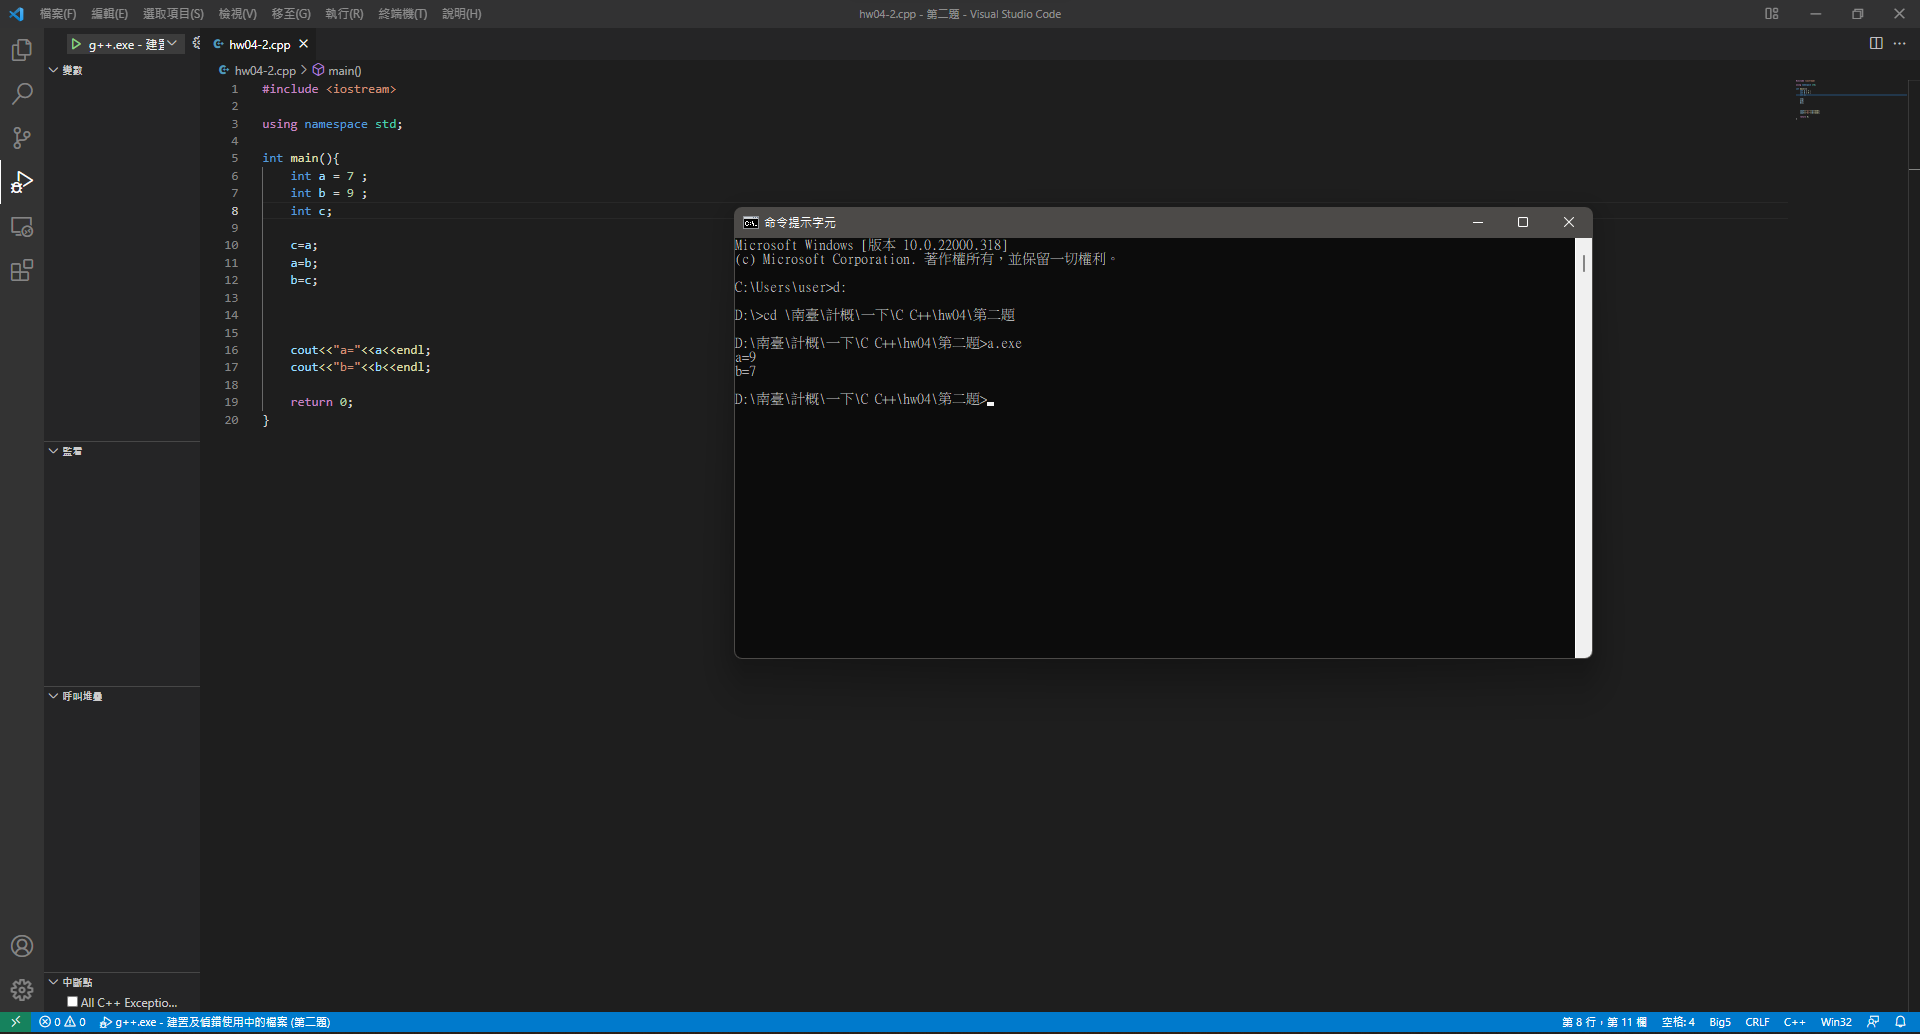 檔案(F) 編輯(E) 選取項目(S) 檢視(V) 移至(G) 執行(R) 終端機(T) 說明(H)
hw04-2.cpp - 第二題 - Visual Studio Code
g++.exe - 建置
hw04-2.cpp
變數
hw04-2.cpp > main()
1 #include <iostream>
2
3 using namespace std;
4
5 int main(){
6 int a = 7 ;
7 int b = 9 ;
8 int c;
9
10 c=a;
11 a=b;
12 b=c;
13
14
15
16 cout<<"a="<<a<<endl;
17 cout<<"b="<<b<<endl;
18
19 return 0;
20 }
命令提示字元
Microsoft Windows [版本 10.0.22000.318]
(c) Microsoft Corporation. 著作權所有，並保留一切權利。
C:\Users\user>d:
D:\>cd \南臺\計概\一下\C C++\hw04\第二題
D:\南臺\計概\一下\C C++\hw04\第二題>a.exe
a=9
b=7
D:\南臺\計概\一下\C C++\hw04\第二題>
監看
呼叫堆疊
中斷點
All C++ Exceptio...
0 0 g++.exe - 建置及偵錯使用中的檔案 (第二題)
第 8 行，第 11 欄 空格: 4 Big5 CRLF C++ Win32